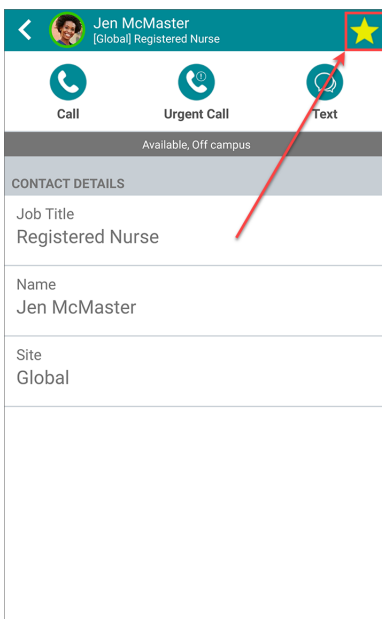 Jen McMaster
[Global] Registered Nurse
Call
Urgent Call
Text
Available, Off campus
CONTACT DETAILS
Job Title
Registered Nurse
Name
Jen McMaster
Site
Global